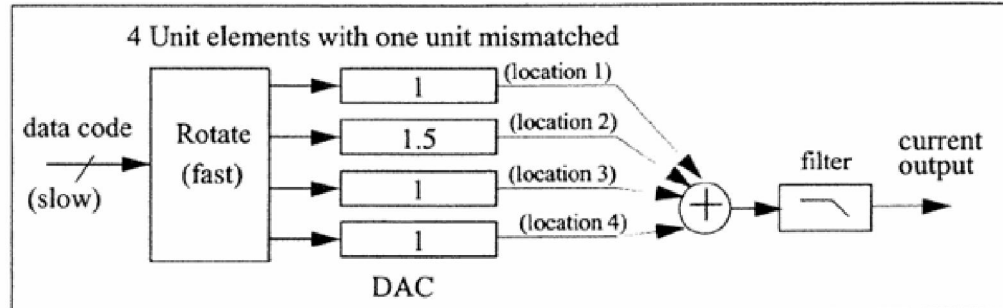 4 Unit elements with one unit mismatched
data code
(slow)
Rotate
(fast)
1
(location 1)
1.5
(location 2)
1
(location 3)
1
(location 4)
DAC
+
filter
current
output